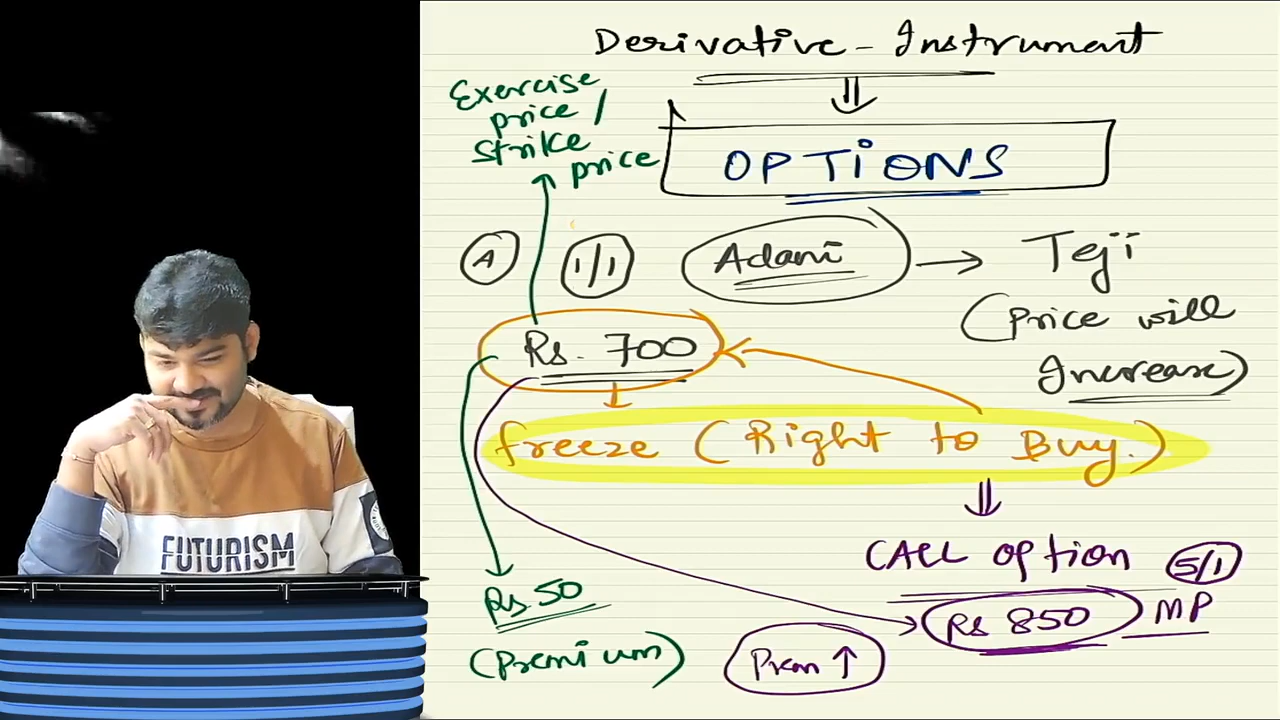 Derivative - Instrument
Exercise
price /
Strike
price
OPTIONS
A
1/1
Adani
Teji
(Price will
Increase)
Rs. 700
freeze (Right to Buy.)
CALL option
5/1
Rs 850
MP
Rs 50
(Premium)
Prem ↑
FUTURISM